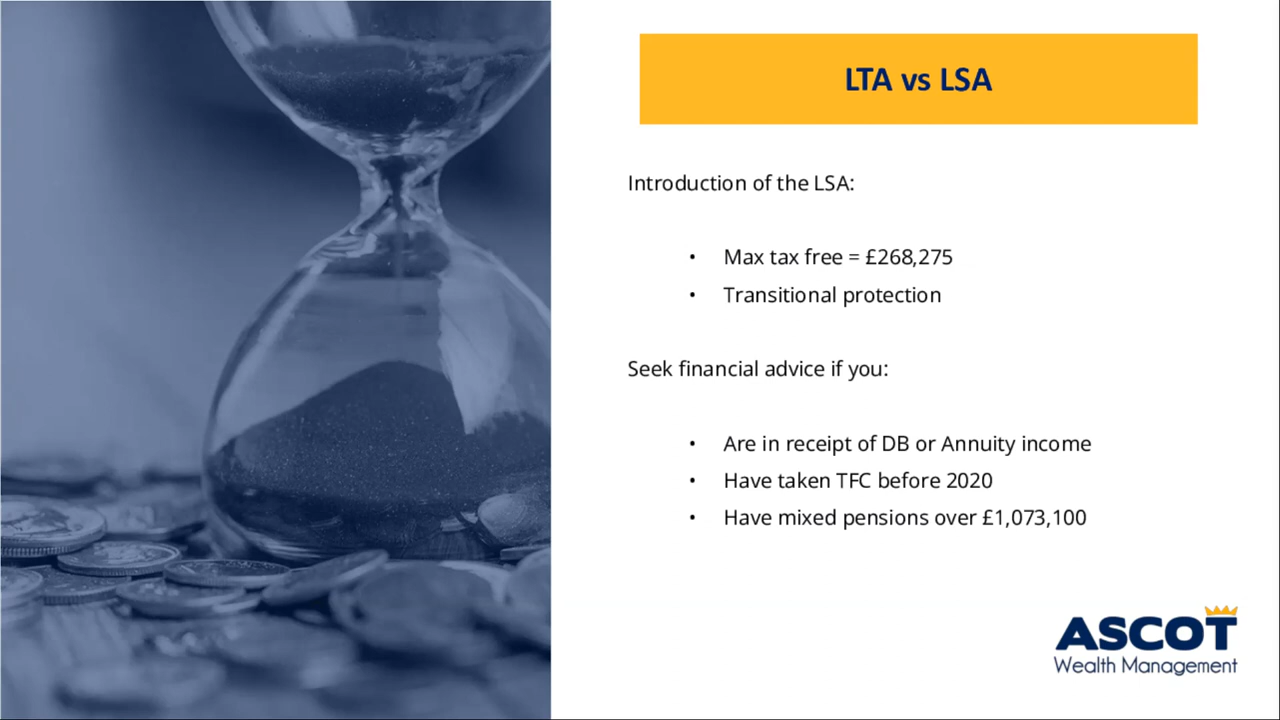 LTA vs LSA
Introduction of the LSA:
• Max tax free = £268,275
• Transitional protection
Seek financial advice if you:
• Are in receipt of DB or Annuity income
• Have taken TFC before 2020
• Have mixed pensions over £1,073,100
ASCOT
Wealth Management